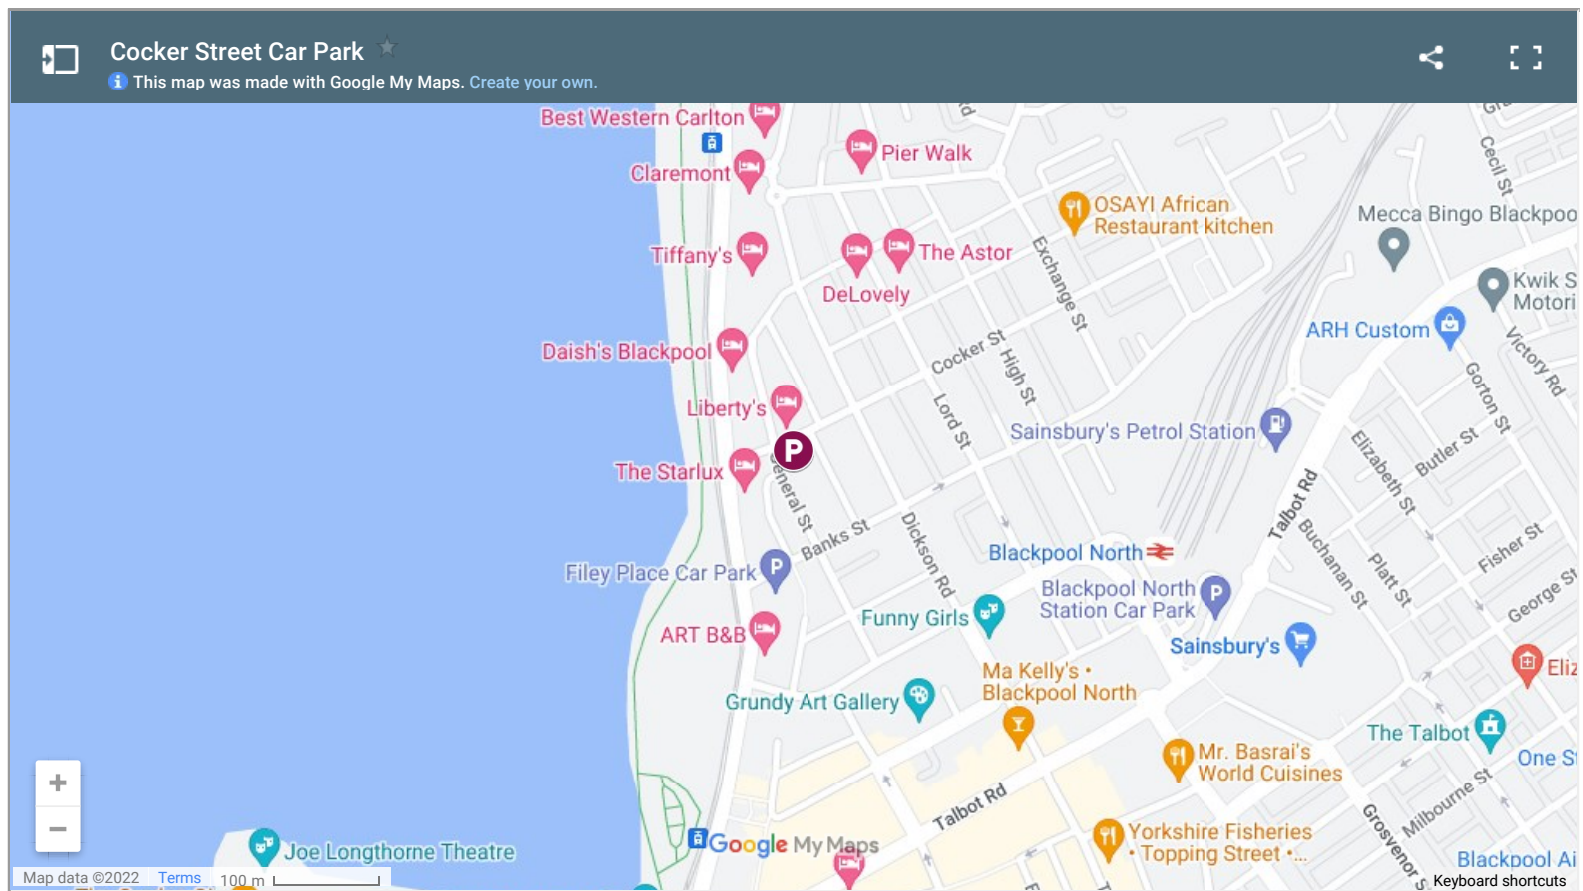 Cocker Street Car Park
This map was made with Google My Maps. Create your own.
Best Western Carlton
Claremont
Pier Walk
Cecil St
OSAYI African
Restaurant kitchen
Mecca Bingo Blackpoo
Tiffany's
The Astor
DeLovely
Exchange St
Kwik S
Motori
ARH Custom
Victory Rd
Daish's Blackpool
Cocker St
High St
Gorton St
Liberty's
Lord St
Sainsbury's Petrol Station
Elizabeth St
Butler St
P
The Starlux
General St
Talbot Rd
Banks St
Dickson Rd
Buchanan St
Fisher St
Blackpool North
Platt St
Filey Place Car Park
P
Blackpool North
Station Car Park
P
George St
Funny Girls
ART B&B
Sainsbury's
Eliz
Ma Kelly's •
Blackpool North
Grundy Art Gallery
The Talbot
Mr. Basrai's
World Cuisines
One S
Milbourne St
Talbot Rd
Grosvenor S
Yorkshire Fisheries
• Topping Street •...
Google My Maps
Joe Longthorne Theatre
Blackpool Ai
+
−
Map data ©2022
Terms
100 m
Keyboard shortcuts